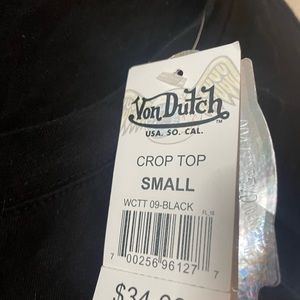 Von Dutch
USA. SO. CAL.
CROP TOP
SMALL
WCTT 09-BLACK
7 00256 96127 7